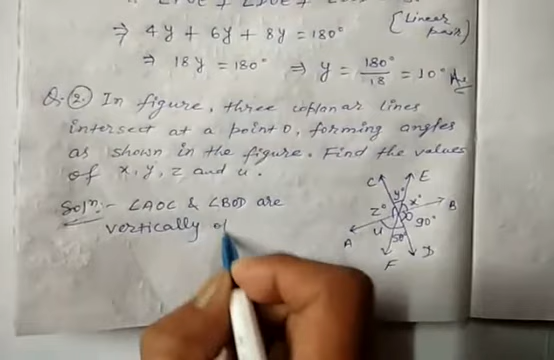 ⇒ 4y + 6y + 8y = 180° (Linear pair)
⇒ 18y = 180° ⇒ y = 180°/18 = 10° Ans
Q.② In figure, three coplanar lines
intersect at a point O, forming angles
as shown in the figure. Find the values
of x, y, z and u.
Soln:- ∠AOC & ∠BOD are
vertically o
C
E
y°
x°
B
z°
O
90°
A
u
50°
F
D